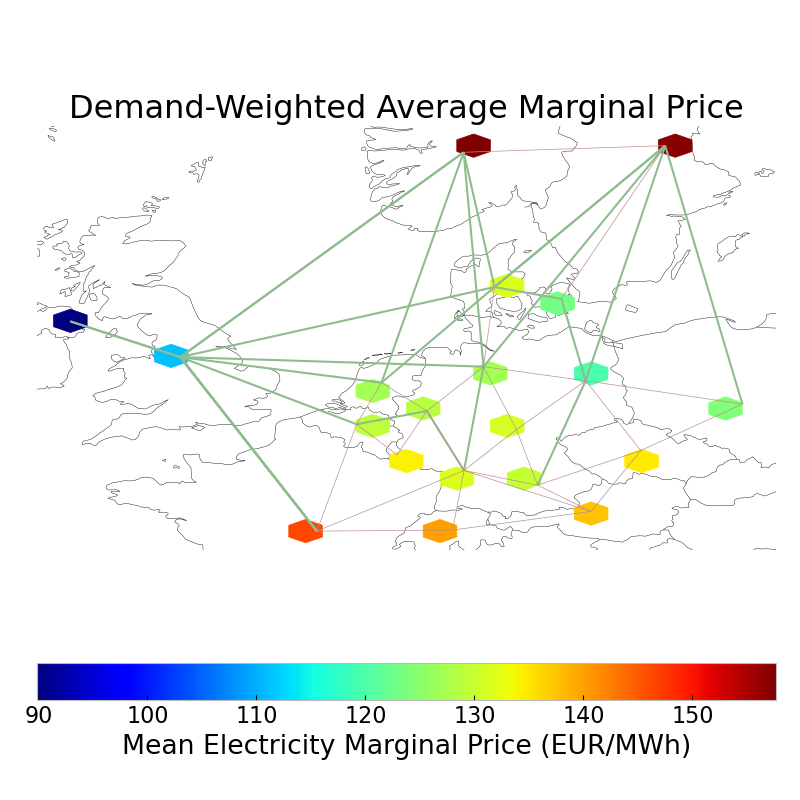 Demand-Weighted Average Marginal Price
90 100 110 120 130 140 150
Mean Electricity Marginal Price (EUR/MWh)